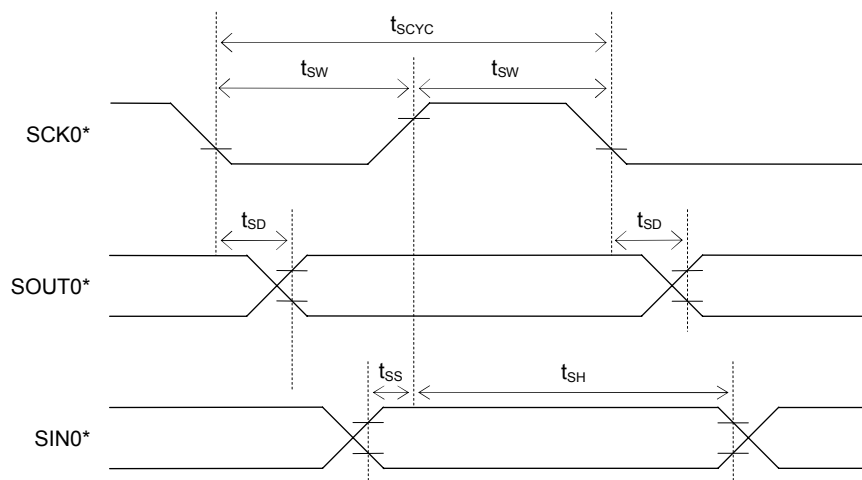 tSCYC
tSW tSW
SCK0*
tSD tSD
SOUT0*
tSS tSH
SIN0*